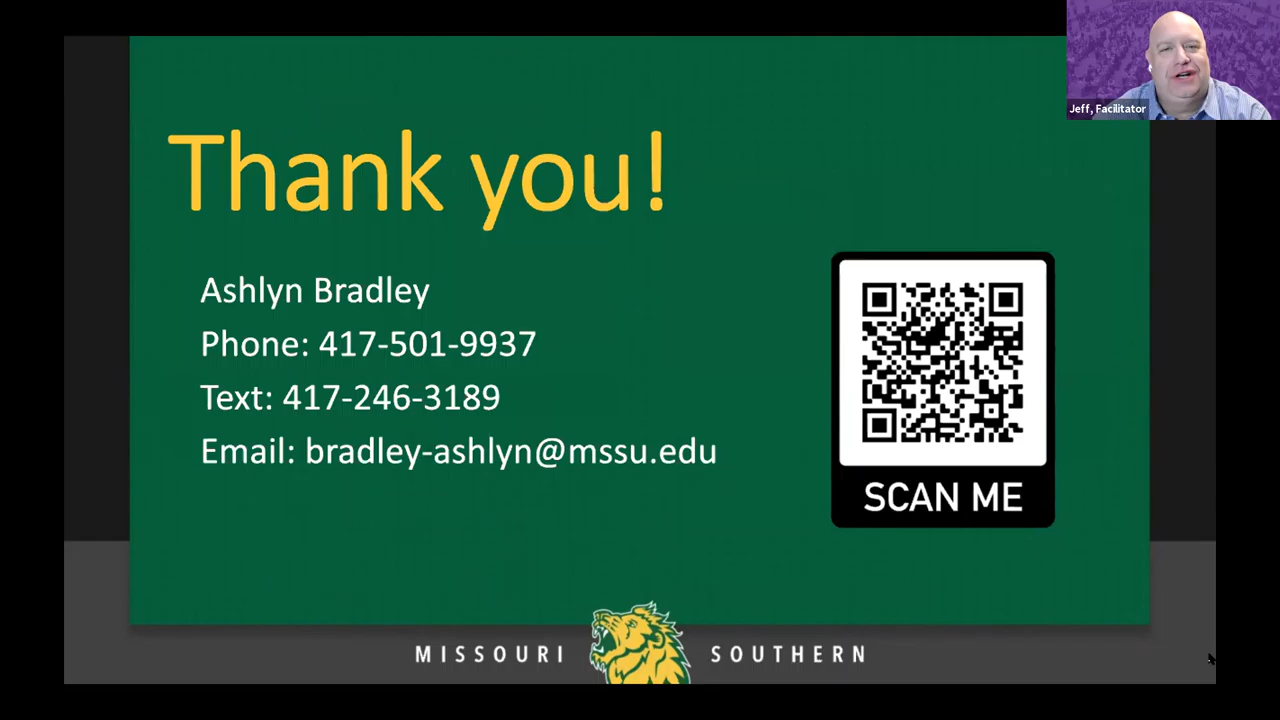 Jeff, Facilitator
Thank you!
Ashlyn Bradley
Phone: 417-501-9937
Text: 417-246-3189
Email: bradley-ashlyn@mssu.edu
SCAN ME
MISSOURI SOUTHERN